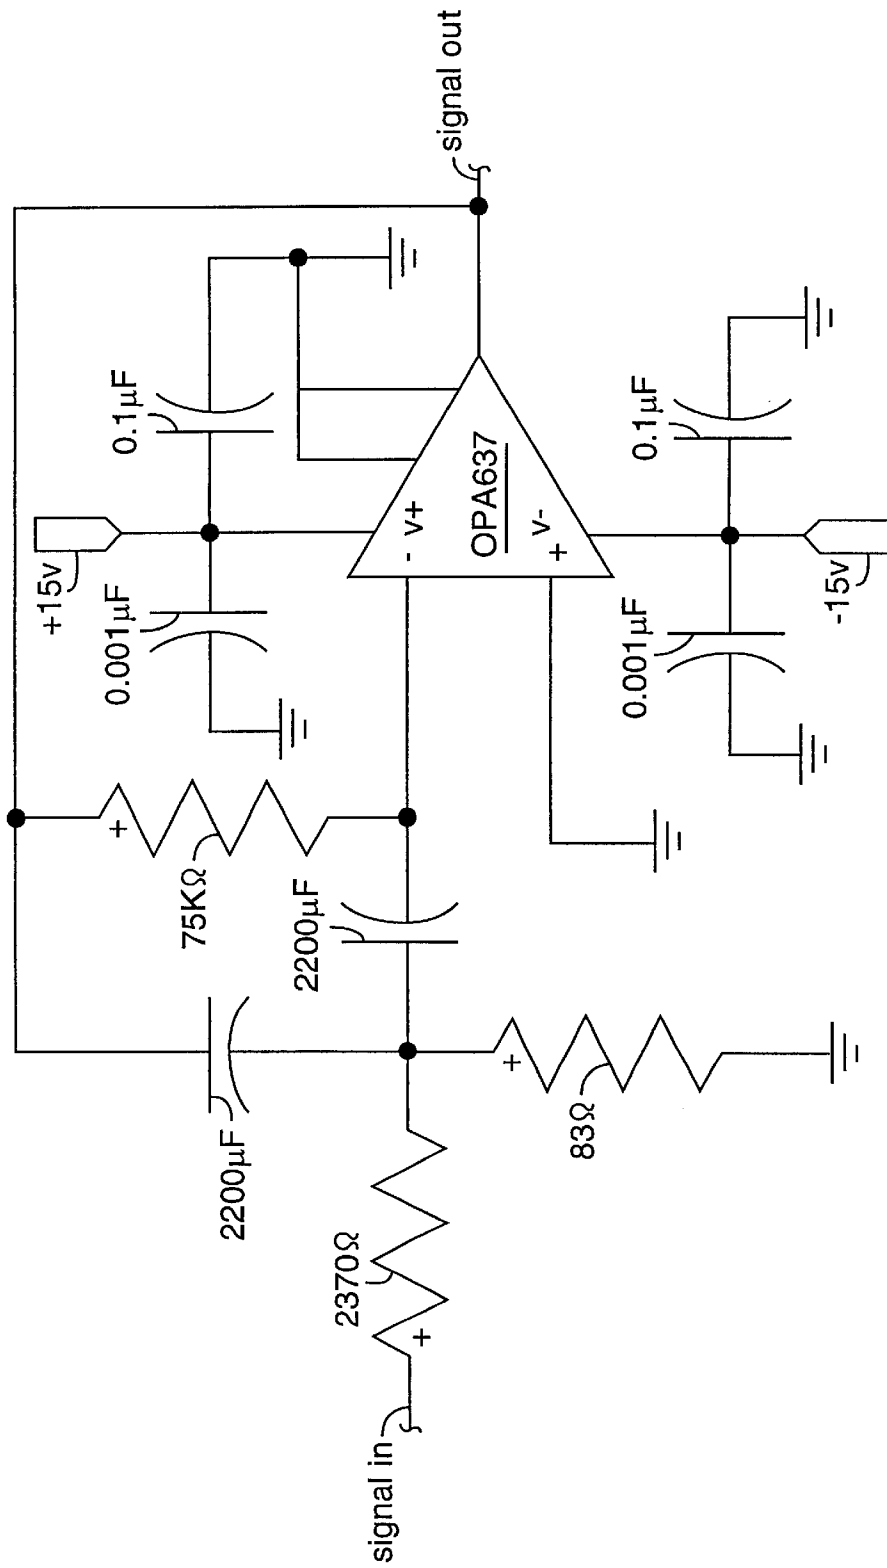 signal in
2370Ω
+
2200µF
83Ω
+
75KΩ
+
2200µF
+15v
0.001µF
0.1µF
- v+
OPA637
v-
+
0.001µF
0.1µF
-15v
signal out